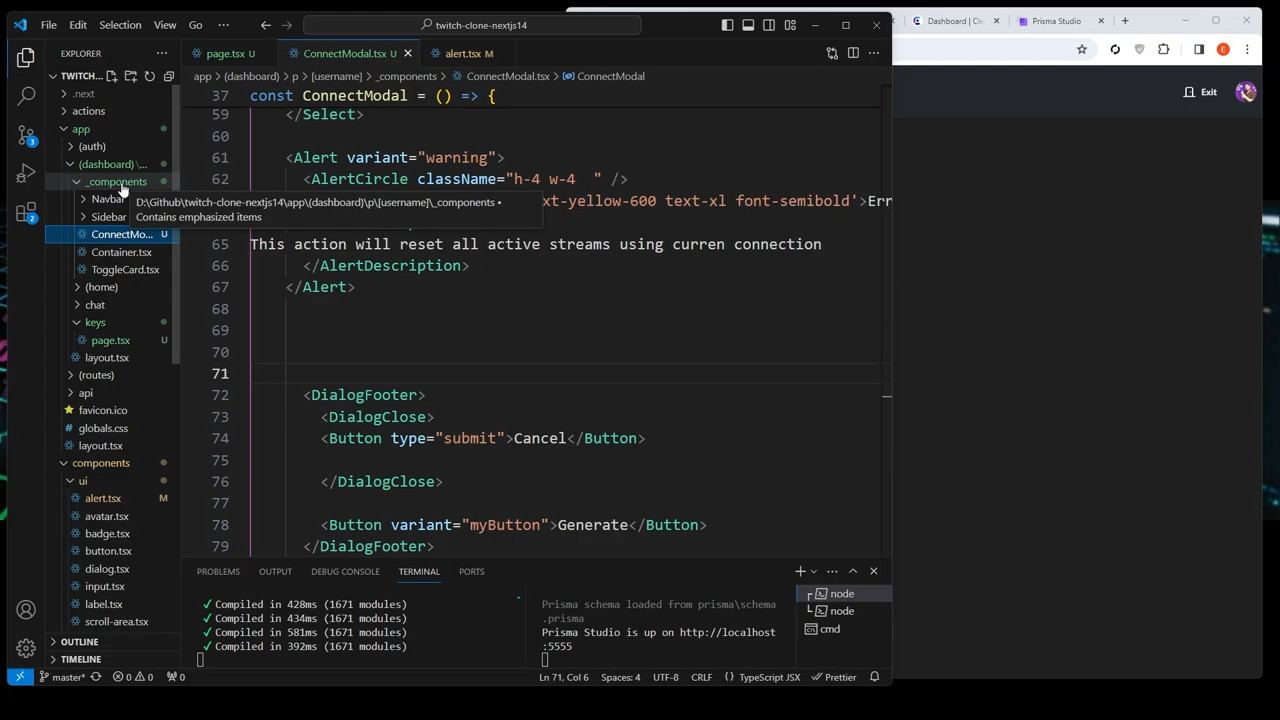 File Edit Selection View Go ··· twitch-clone-nextjs14
Dashboard | Cle
Prisma Studio
E
Exit
EXPLORER
page.tsx U
ConnectModal.tsx U
alert.tsx M
TWITCH...
app > (dashboard) > p > [username] > _components > ConnectModal.tsx > ConnectModal
.next
actions
app
(auth)
(dashboard) \...
_components
D:\Github\twitch-clone-nextjs14\app\(dashboard)\p\[username]\_components •
Contains emphasized items
Navbar
Sidebar
ConnectMo... U
Container.tsx
ToggleCard.tsx
(home)
chat
keys
page.tsx U
layout.tsx
(routes)
api
favicon.ico
globals.css
layout.tsx
components
ui
alert.tsx M
avatar.tsx
badge.tsx
button.tsx
dialog.tsx
input.tsx
label.tsx
scroll-area.tsx
OUTLINE
TIMELINE
3
2
37 const ConnectModal = () => {
59 </Select>
60
61 <Alert variant="warning">
62 <AlertCircle className="h-4 w-4  " />
xt-yellow-600 text-xl font-semibold'>Err
65 This action will reset all active streams using curren connection
66 </AlertDescription>
67 </Alert>
68
69
70
71
72 <DialogFooter>
73 <DialogClose>
74 <Button type="submit">Cancel</Button>
75
76 </DialogClose>
77
78 <Button variant="myButton">Generate</Button>
79 </DialogFooter>
PROBLEMS OUTPUT DEBUG CONSOLE TERMINAL PORTS
✓ Compiled in 428ms (1671 modules)
✓ Compiled in 434ms (1671 modules)
✓ Compiled in 581ms (1671 modules)
✓ Compiled in 392ms (1671 modules)
Prisma schema loaded from prisma\schema
.prisma
Prisma Studio is up on http://localhost
:5555
node
node
cmd
master* 0 0 0 Ln 71, Col 6 Spaces: 4 UTF-8 CRLF {} TypeScript JSX Prettier